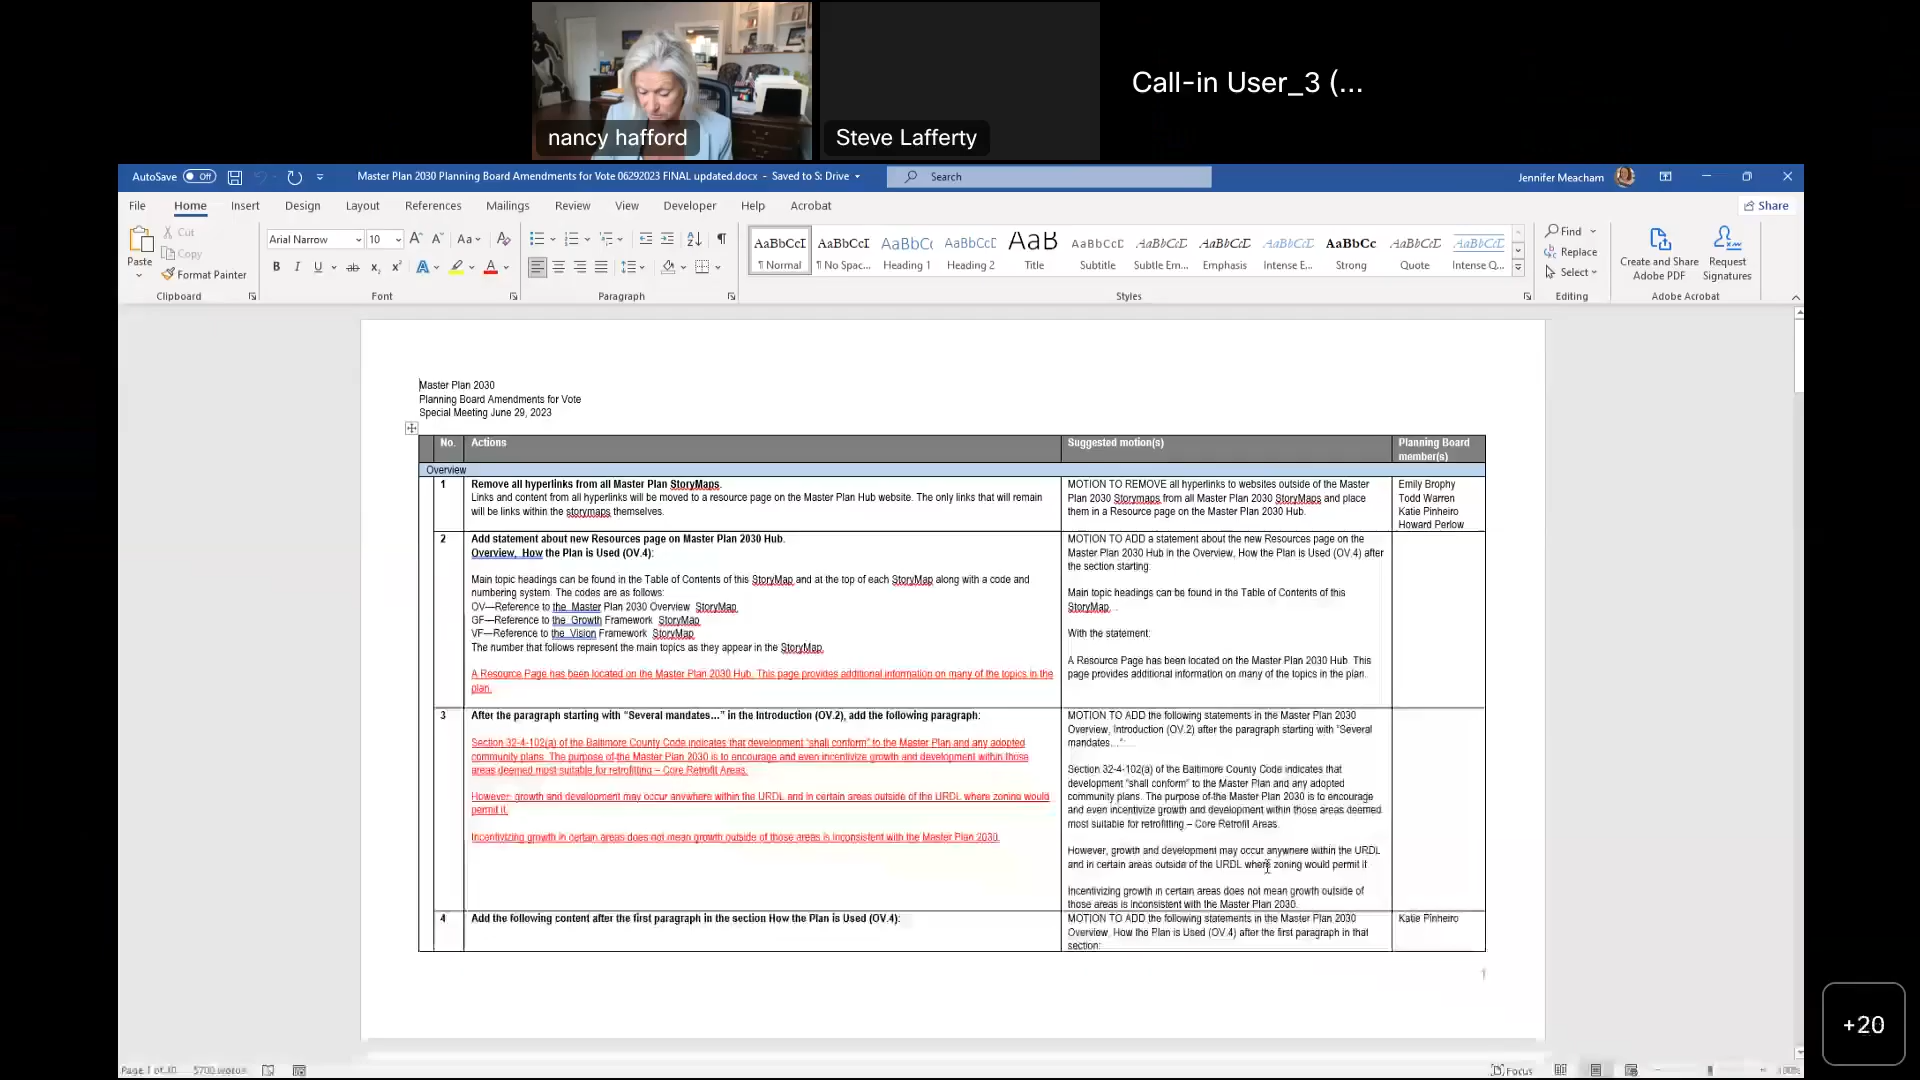 nancy hafford
Steve Lafferty
Call-in User_3 (...
AutoSave Off
Master Plan 2030 Planning Board Amendments for Vote 06292023 FINAL updated.docx - Saved to S: Drive
Search
Jennifer Meacham
File Home Insert Design Layout References Mailings Review View Developer Help Acrobat
Share
Paste
Cut
Copy
Format Painter
Clipboard
Arial Narrow
10
Font
Paragraph
AaBbCcI
¶ Normal
AaBbCcI
¶ No Spac...
AaBbC(
Heading 1
AaBbCcD
Heading 2
AaB
Title
AaBbCcD
Subtitle
AaBbCcD
Subtle Em...
AaBbCcD
Emphasis
AaBbCcD
Intense E...
AaBbCc
Strong
AaBbCcD
Quote
AaBbCcD
Intense Q...
Styles
Find
Replace
Select
Editing
Create and Share
Adobe PDF
Request
Signatures
Adobe Acrobat
Master Plan 2030
Planning Board Amendments for Vote
Special Meeting June 29, 2023
No.
Actions
Suggested motion(s)
Planning Board
member(s)
Overview
1
Remove all hyperlinks from all Master Plan StoryMaps.
Links and content from all hyperlinks will be moved to a resource page on the Master Plan Hub website. The only links that will remain
will be links within the storymaps themselves.
MOTION TO REMOVE all hyperlinks to websites outside of the Master
Plan 2030 Storymaps from all Master Plan 2030 StoryMaps and place
them in a Resource page on the Master Plan 2030 Hub.
Emily Brophy
Todd Warren
Katie Pinheiro
Howard Perlow
2
Add statement about new Resources page on Master Plan 2030 Hub.
Overview, How the Plan is Used (OV.4):
Main topic headings can be found in the Table of Contents of this StoryMap and at the top of each StoryMap along with a code and
numbering system. The codes are as follows:
OV—Reference to the Master Plan 2030 Overview StoryMap
GF—Reference to the Growth Framework StoryMap
VF—Reference to the Vision Framework StoryMap
The number that follows represent the main topics as they appear in the StoryMap.
A Resource Page has been located on the Master Plan 2030 Hub. This page provides additional information on many of the topics in the
plan.
MOTION TO ADD a statement about the new Resources page on the
Master Plan 2030 Hub in the Overview, How the Plan is Used (OV.4) after
the section starting:
Main topic headings can be found in the Table of Contents of this
StoryMap...
With the statement:
A Resource Page has been located on the Master Plan 2030 Hub. This
page provides additional information on many of the topics in the plan.
3
After the paragraph starting with “Several mandates...” in the Introduction (OV.2), add the following paragraph:
Section 32-4-102(a) of the Baltimore County Code indicates that development “shall conform” to the Master Plan and any adopted
community plans. The purpose of the Master Plan 2030 is to encourage and even incentivize growth and development within those
areas deemed most suitable for retrofitting – Core Retrofit Areas.
However, growth and development may occur anywhere within the URDL and in certain areas outside of the URDL where zoning would
permit it.
Incentivizing growth in certain areas does not mean growth outside of those areas is inconsistent with the Master Plan 2030.
MOTION TO ADD the following statements in the Master Plan 2030
Overview, Introduction (OV.2) after the paragraph starting with “Several
mandates...”:
Section 32-4-102(a) of the Baltimore County Code indicates that
development “shall conform” to the Master Plan and any adopted
community plans. The purpose of the Master Plan 2030 is to encourage
and even incentivize growth and development within those areas deemed
most suitable for retrofitting – Core Retrofit Areas.
However, growth and development may occur anywhere within the URDL
and in certain areas outside of the URDL where zoning would permit it
Incentivizing growth in certain areas does not mean growth outside of
those areas is inconsistent with the Master Plan 2030.
4
Add the following content after the first paragraph in the section How the Plan is Used (OV.4):
MOTION TO ADD the following statements in the Master Plan 2030
Overview, How the Plan is Used (OV.4) after the first paragraph in that
section:
Katie Pinheiro
1
+20
Page 1 of 10 5700 words
Focus